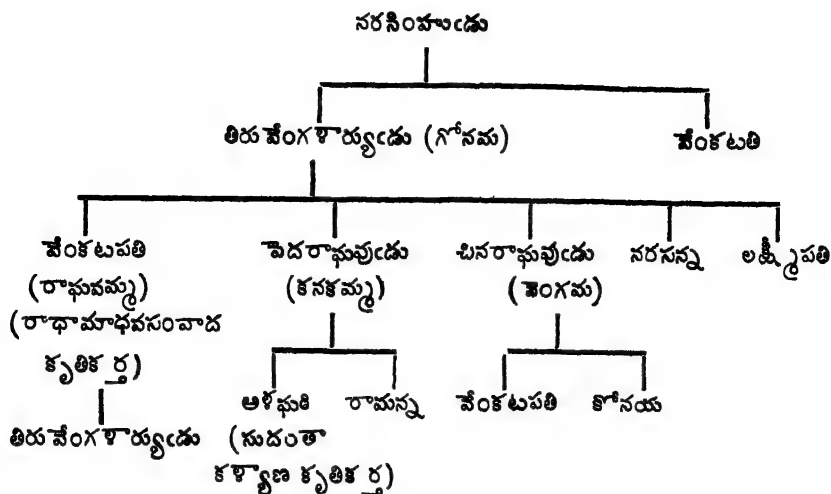 నరసింహుఁడు
తిరువేంగళార్యుఁడు (గోనమ) వేంకటతి
వేంకటపతి పెదరాఘవుఁడు చినరాఘవుఁడు నరసన్న లక్ష్మీపతి
(రాఘవమ్మ) (కనకమ్మ) (వెంగమ)
(రాధామాధవసంవాద
కృతికర్త)
అళఘరి రామన్న వేంకటపతి కోనయ
తిరువేంగళార్యుఁడు (సుదంతా
కళ్యాణ కృతికర్త)